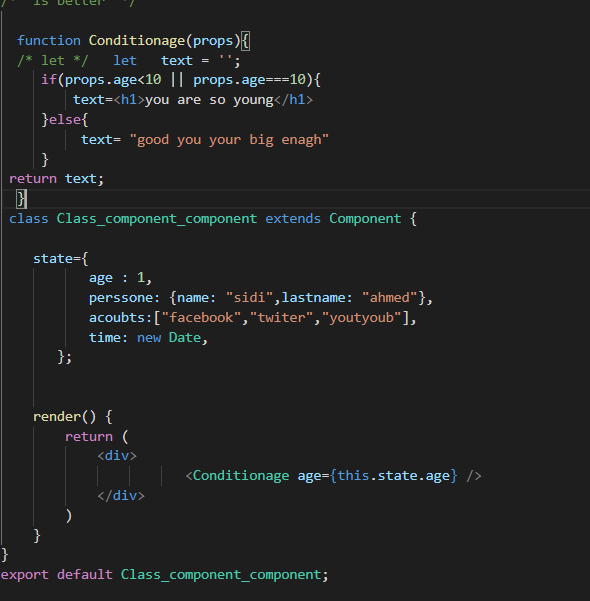 /* is better */
function Conditionage(props){
/* let */ let text = '';
if(props.age<10 || props.age===10){
text=<h1>you are so young</h1>
}else{
text= "good you your big enagh"
}
return text;
}
class Class_component_component extends Component {
state={
age : 1,
perssone: {name: "sidi",lastname: "ahmed"},
acoubts:["facebook","twiter","youtyoub"],
time: new Date,
};
render() {
return (
<div>
<Conditionage age={this.state.age} />
</div>
)
}
}
export default Class_component_component;